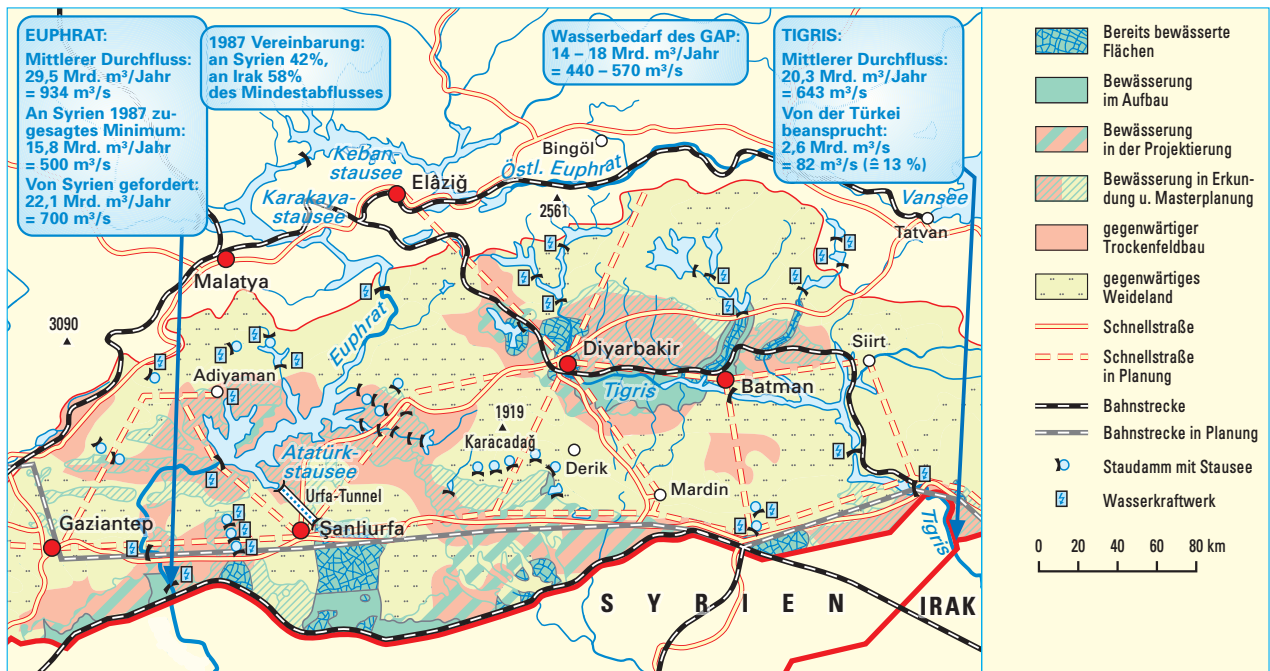 EUPHRAT:
Mittlerer Durchfluss:
29,5 Mrd. m³/Jahr
= 934 m³/s
An Syrien 1987 zu-
gesagtes Minimum:
15,8 Mrd. m³/Jahr
= 500 m³/s
Von Syrien gefordert:
22,1 Mrd. m³/Jahr
= 700 m³/s
1987 Vereinbarung:
an Syrien 42%,
an Irak 58%
des Mindestabflusses
Wasserbedarf des GAP:
14 – 18 Mrd. m³/Jahr
= 440 – 570 m³/s
TIGRIS:
Mittlerer Durchfluss:
20,3 Mrd. m³/Jahr
= 643 m³/s
Von der Türkei
beansprucht:
2,6 Mrd. m³/s
= 82 m³/s (≙ 13 %)
Keban-
stausee
Bingöl
Östl. Euphrat
Elâziğ
Karakaya-
stausee
2561
Vansee
Tatvan
Malatya
3090
Euphrat
Diyarbakir
Siirt
Adiyaman
Batman
Tigris
1919
Karacadağ
Atatürk-
stausee
Derik
Urfa-Tunnel
Mardin
Gaziantep
Şanlıurfa
Tigris
SYRIEN
IRAK
Bereits bewässerte
Flächen
Bewässerung
im Aufbau
Bewässerung
in der Projektierung
Bewässerung in Erkun-
dung u. Masterplanung
gegenwärtiger
Trockenfeldbau
gegenwärtiges
Weideland
Schnellstraße
Schnellstraße
in Planung
Bahnstrecke
Bahnstrecke in Planung
Staudamm mit Stausee
Wasserkraftwerk
0 20 40 60 80 km